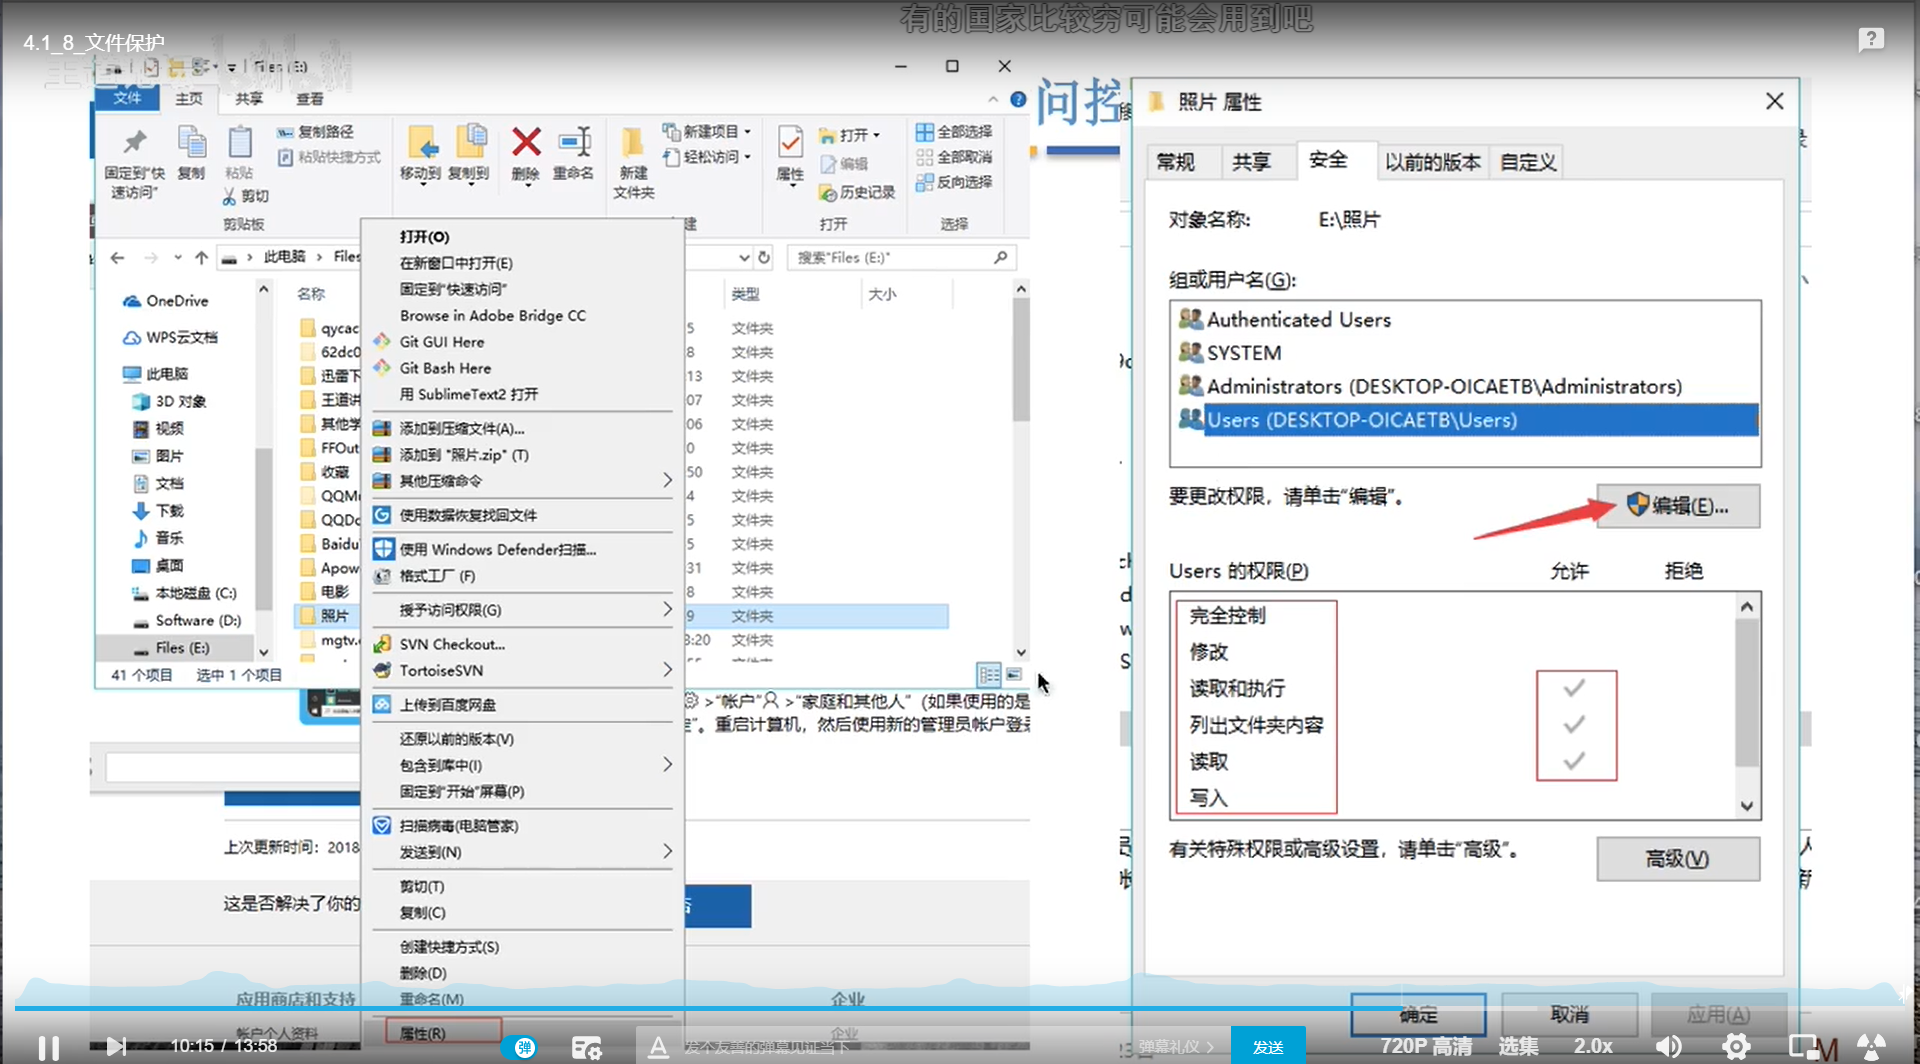 有的国家比较穷可能会用到吧
4.1_8_文件保护
Files (E:)
文件 主页 共享 查看
固定到"快速访问"
复制
粘贴
复制路径
粘贴快捷方式
剪切
剪贴板
移动到 复制到 删除 重命名
新建
文件夹
新建项目
轻松访问
建
属性
打开
编辑
历史记录
打开
全部选择
全部取消
反向选择
选择
此电脑 > Files
搜索"Files (E:)"
OneDrive
WPS云文档
此电脑
3D 对象
视频
图片
文档
下载
音乐
桌面
本地磁盘 (C:)
Software (D:)
Files (E:)
41 个项目 选中 1 个项目
名称 类型 大小
qycac 5 文件夹
62dc0 8 文件夹
迅雷下 13 文件夹
王道讲 07 文件夹
其他学 06 文件夹
FFOut 0 文件夹
收藏 50 文件夹
QQM 4 文件夹
QQDo 5 文件夹
Baidu 5 文件夹
Apow 31 文件夹
电影 8 文件夹
照片 9 文件夹
mgtv. 8:20 文件夹
打开(O)
在新窗口中打开(E)
固定到"快速访问"
Browse in Adobe Bridge CC
Git GUI Here
Git Bash Here
用 SublimeText2 打开
添加到压缩文件(A)...
添加到 "照片.zip" (T)
其他压缩命令
使用数据恢复找回文件
使用 Windows Defender扫描...
格式工厂 (F)
授予访问权限(G)
SVN Checkout...
TortoiseSVN
上传到百度网盘
还原以前的版本(V)
包含到库中(I)
固定到"开始"屏幕(P)
扫描病毒(电脑管家)
发送到(N)
剪切(T)
复制(C)
创建快捷方式(S)
删除(D)
重命名(M)
属性(R)
>"帐户" >"家庭和其他人" (如果使用的是
"。重启计算机，然后使用新的管理员帐户登录
上次更新时间：2018
这是否解决了你的
否
应用商店和支持
帐户个人资料
企业
企业
问控
照片 属性
常规 共享 安全 以前的版本 自定义
对象名称: E:\照片
组或用户名(G):
Authenticated Users
SYSTEM
Administrators (DESKTOP-OICAETB\Administrators)
Users (DESKTOP-OICAETB\Users)
要更改权限，请单击"编辑"。
编辑(E)...
Users 的权限(P) 允许 拒绝
完全控制
修改
读取和执行
列出文件夹内容
读取
写入
有关特殊权限或高级设置，请单击"高级"。
高级(V)
确定 取消 应用(A)
10:15 / 13:58
弹
发个友善的弹幕见证当下
弹幕礼仪 >
发送
720P 高清
选集
2.0x